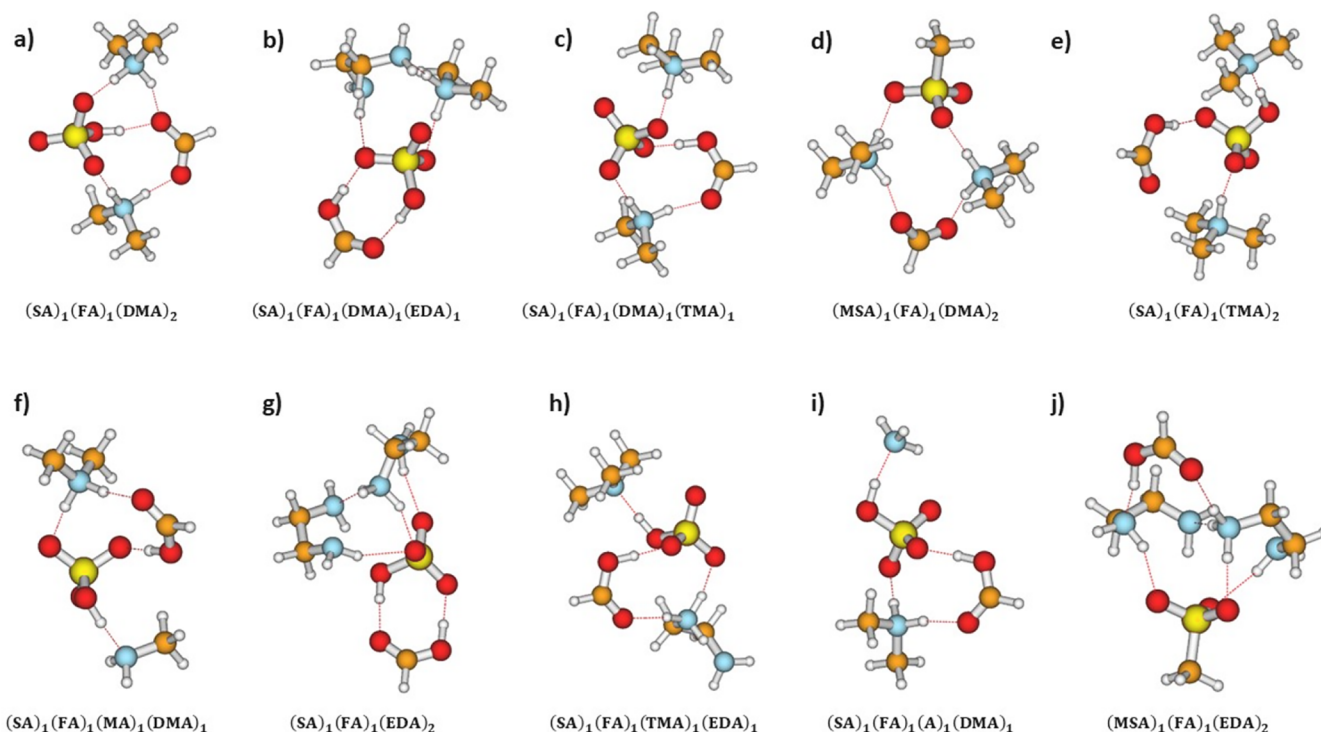 a)
b)
c)
d)
e)
(SA)₁(FA)₁(DMA)₂
(SA)₁(FA)₁(DMA)₁(EDA)₁
(SA)₁(FA)₁(DMA)₁(TMA)₁
(MSA)₁(FA)₁(DMA)₂
(SA)₁(FA)₁(TMA)₂
f)
g)
h)
i)
j)
(SA)₁(FA)₁(MA)₁(DMA)₁
(SA)₁(FA)₁(EDA)₂
(SA)₁(FA)₁(TMA)₁(EDA)₁
(SA)₁(FA)₁(A)₁(DMA)₁
(MSA)₁(FA)₁(EDA)₂